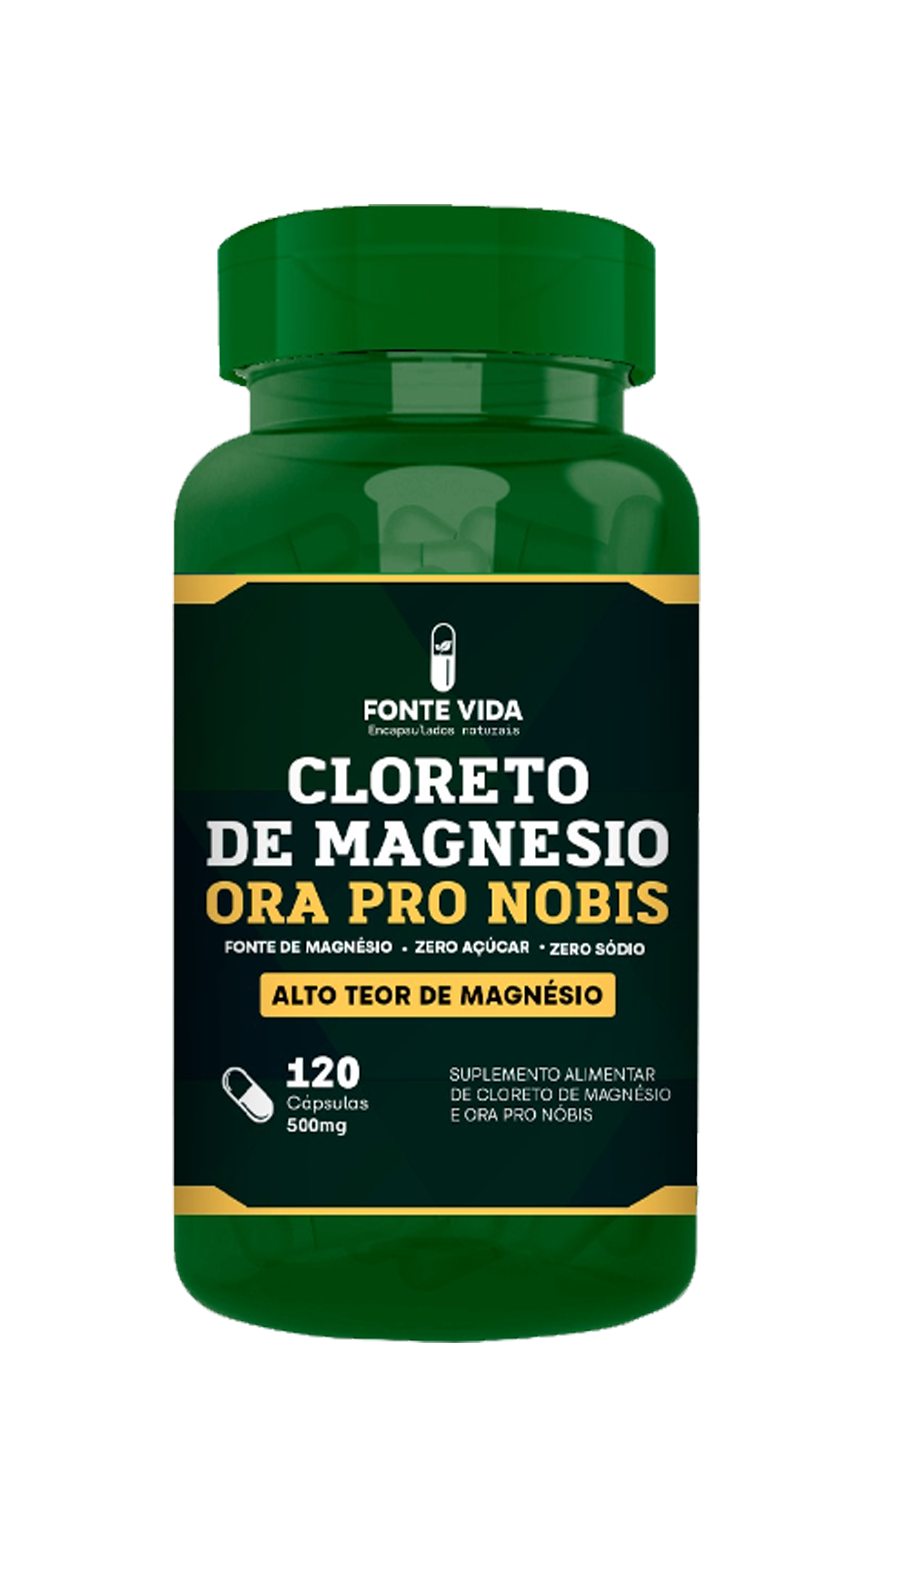 FONTE VIDA
Encapsulados naturais
CLORETO
DE MAGNESIO
ORA PRO NOBIS
FONTE DE MAGNÉSIO • ZERO AÇÚCAR • ZERO SÓDIO
ALTO TEOR DE MAGNÉSIO
120
Cápsulas
500mg
SUPLEMENTO ALIMENTAR
DE CLORETO DE MAGNÉSIO
E ORA PRO NÓBIS